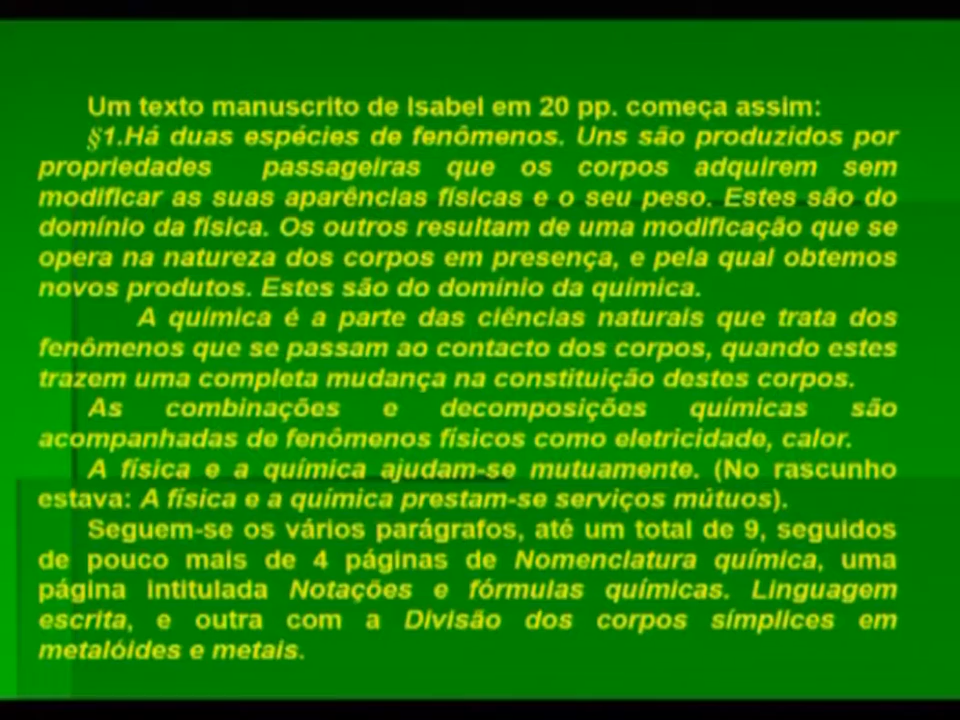 Um texto manuscrito de Isabel em 20 pp. começa assim:
§1.Há duas espécies de fenômenos. Uns são produzidos por
propriedades passageiras que os corpos adquirem sem
modificar as suas aparências físicas e o seu peso. Estes são do
domínio da física. Os outros resultam de uma modificação que se
opera na natureza dos corpos em presença, e pela qual obtemos
novos produtos. Estes são do domínio da química.
A química é a parte das ciências naturais que trata dos
fenômenos que se passam ao contacto dos corpos, quando estes
trazem uma completa mudança na constituição destes corpos.
As combinações e decomposições químicas são
acompanhadas de fenômenos físicos como eletricidade, calor.
A física e a química ajudam-se mutuamente. (No rascunho
estava: A física e a química prestam-se serviços mútuos).
Seguem-se os vários parágrafos, até um total de 9, seguidos
de pouco mais de 4 páginas de Nomenclatura química, uma
página intitulada Notações e fórmulas químicas. Linguagem
escrita, e outra com a Divisão dos corpos símplices em
metalóides e metais.